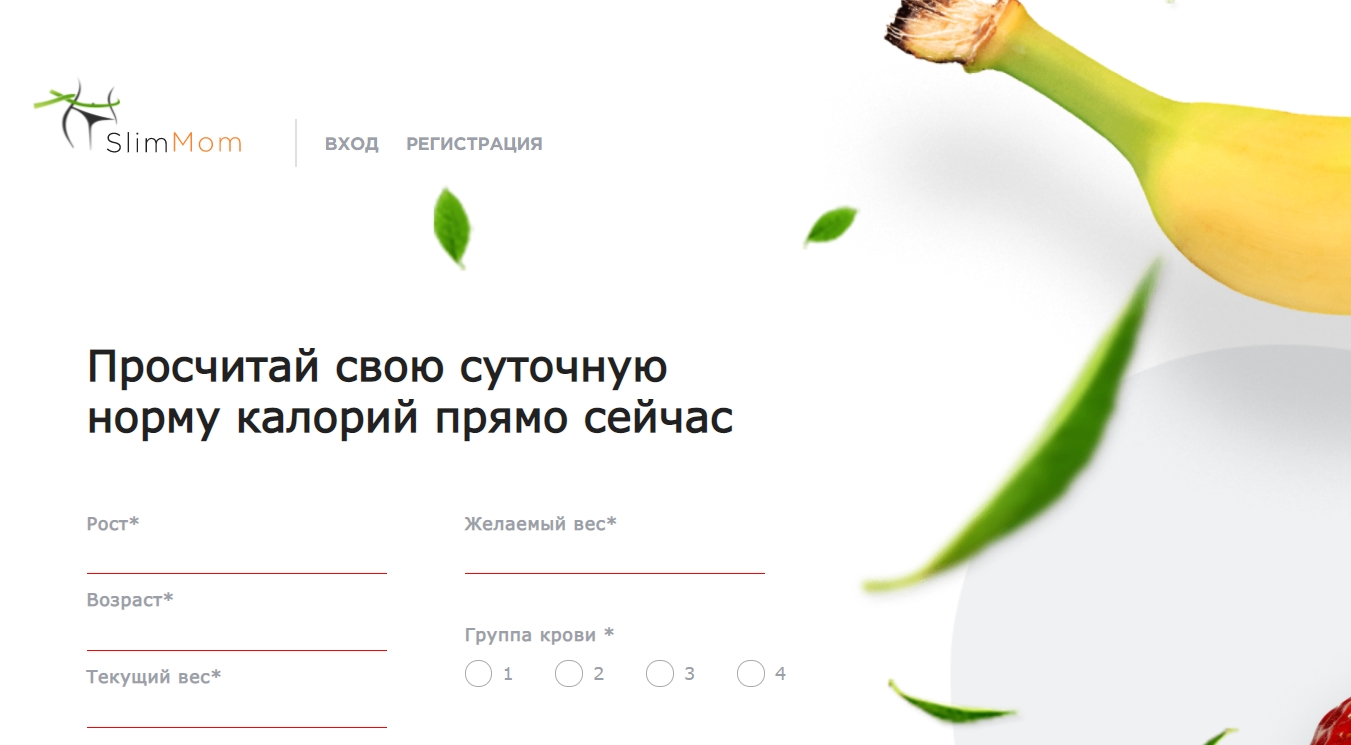 SlimMom
ВХОД РЕГИСТРАЦИЯ
Просчитай свою суточную
норму калорий прямо сейчас
Рост*
Желаемый вес*
Возраст*
Группа крови *
1 2 3 4
Текущий вес*